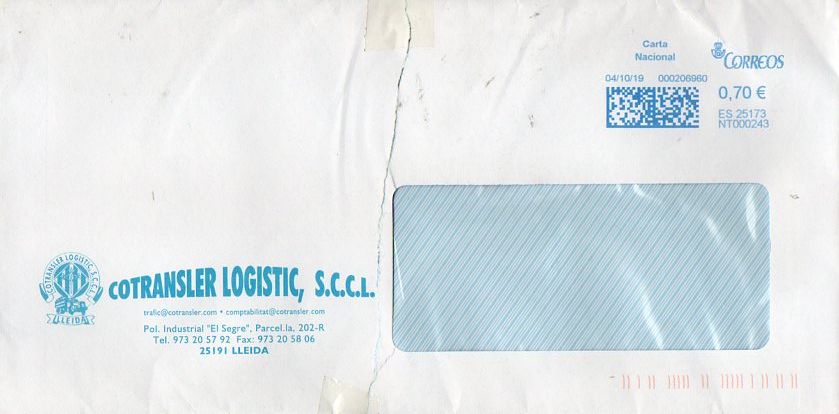 Carta
Nacional
CORREOS
04/10/19 000206960
0,70 €
ES 25173
NT000243
COTRANSLER LOGISTIC, S.C.C.L.
LLEIDA
COTRANSLER LOGISTIC, S.C.C.L.
trafic@cotransler.com • comptabilitat@cotransler.com
Pol. Industrial "El Segre", Parcel.la, 202-R
Tel. 973 20 57 92 Fax: 973 20 58 06
25191 LLEIDA